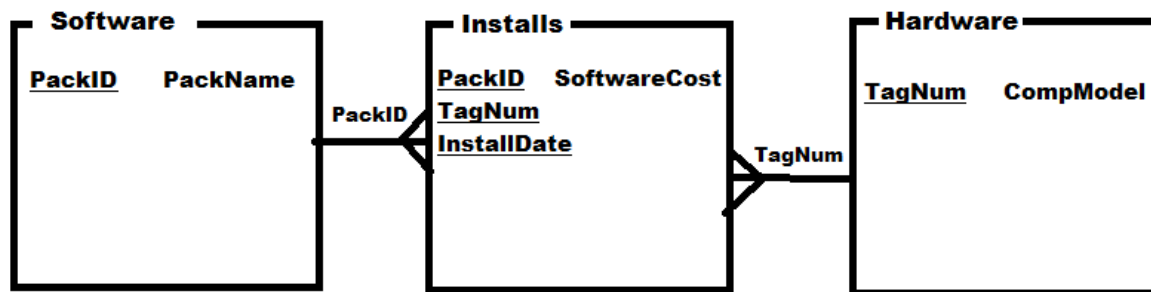 Software
PackID PackName
PackID
Installs
PackID SoftwareCost
TagNum
InstallDate
TagNum
Hardware
TagNum CompModel